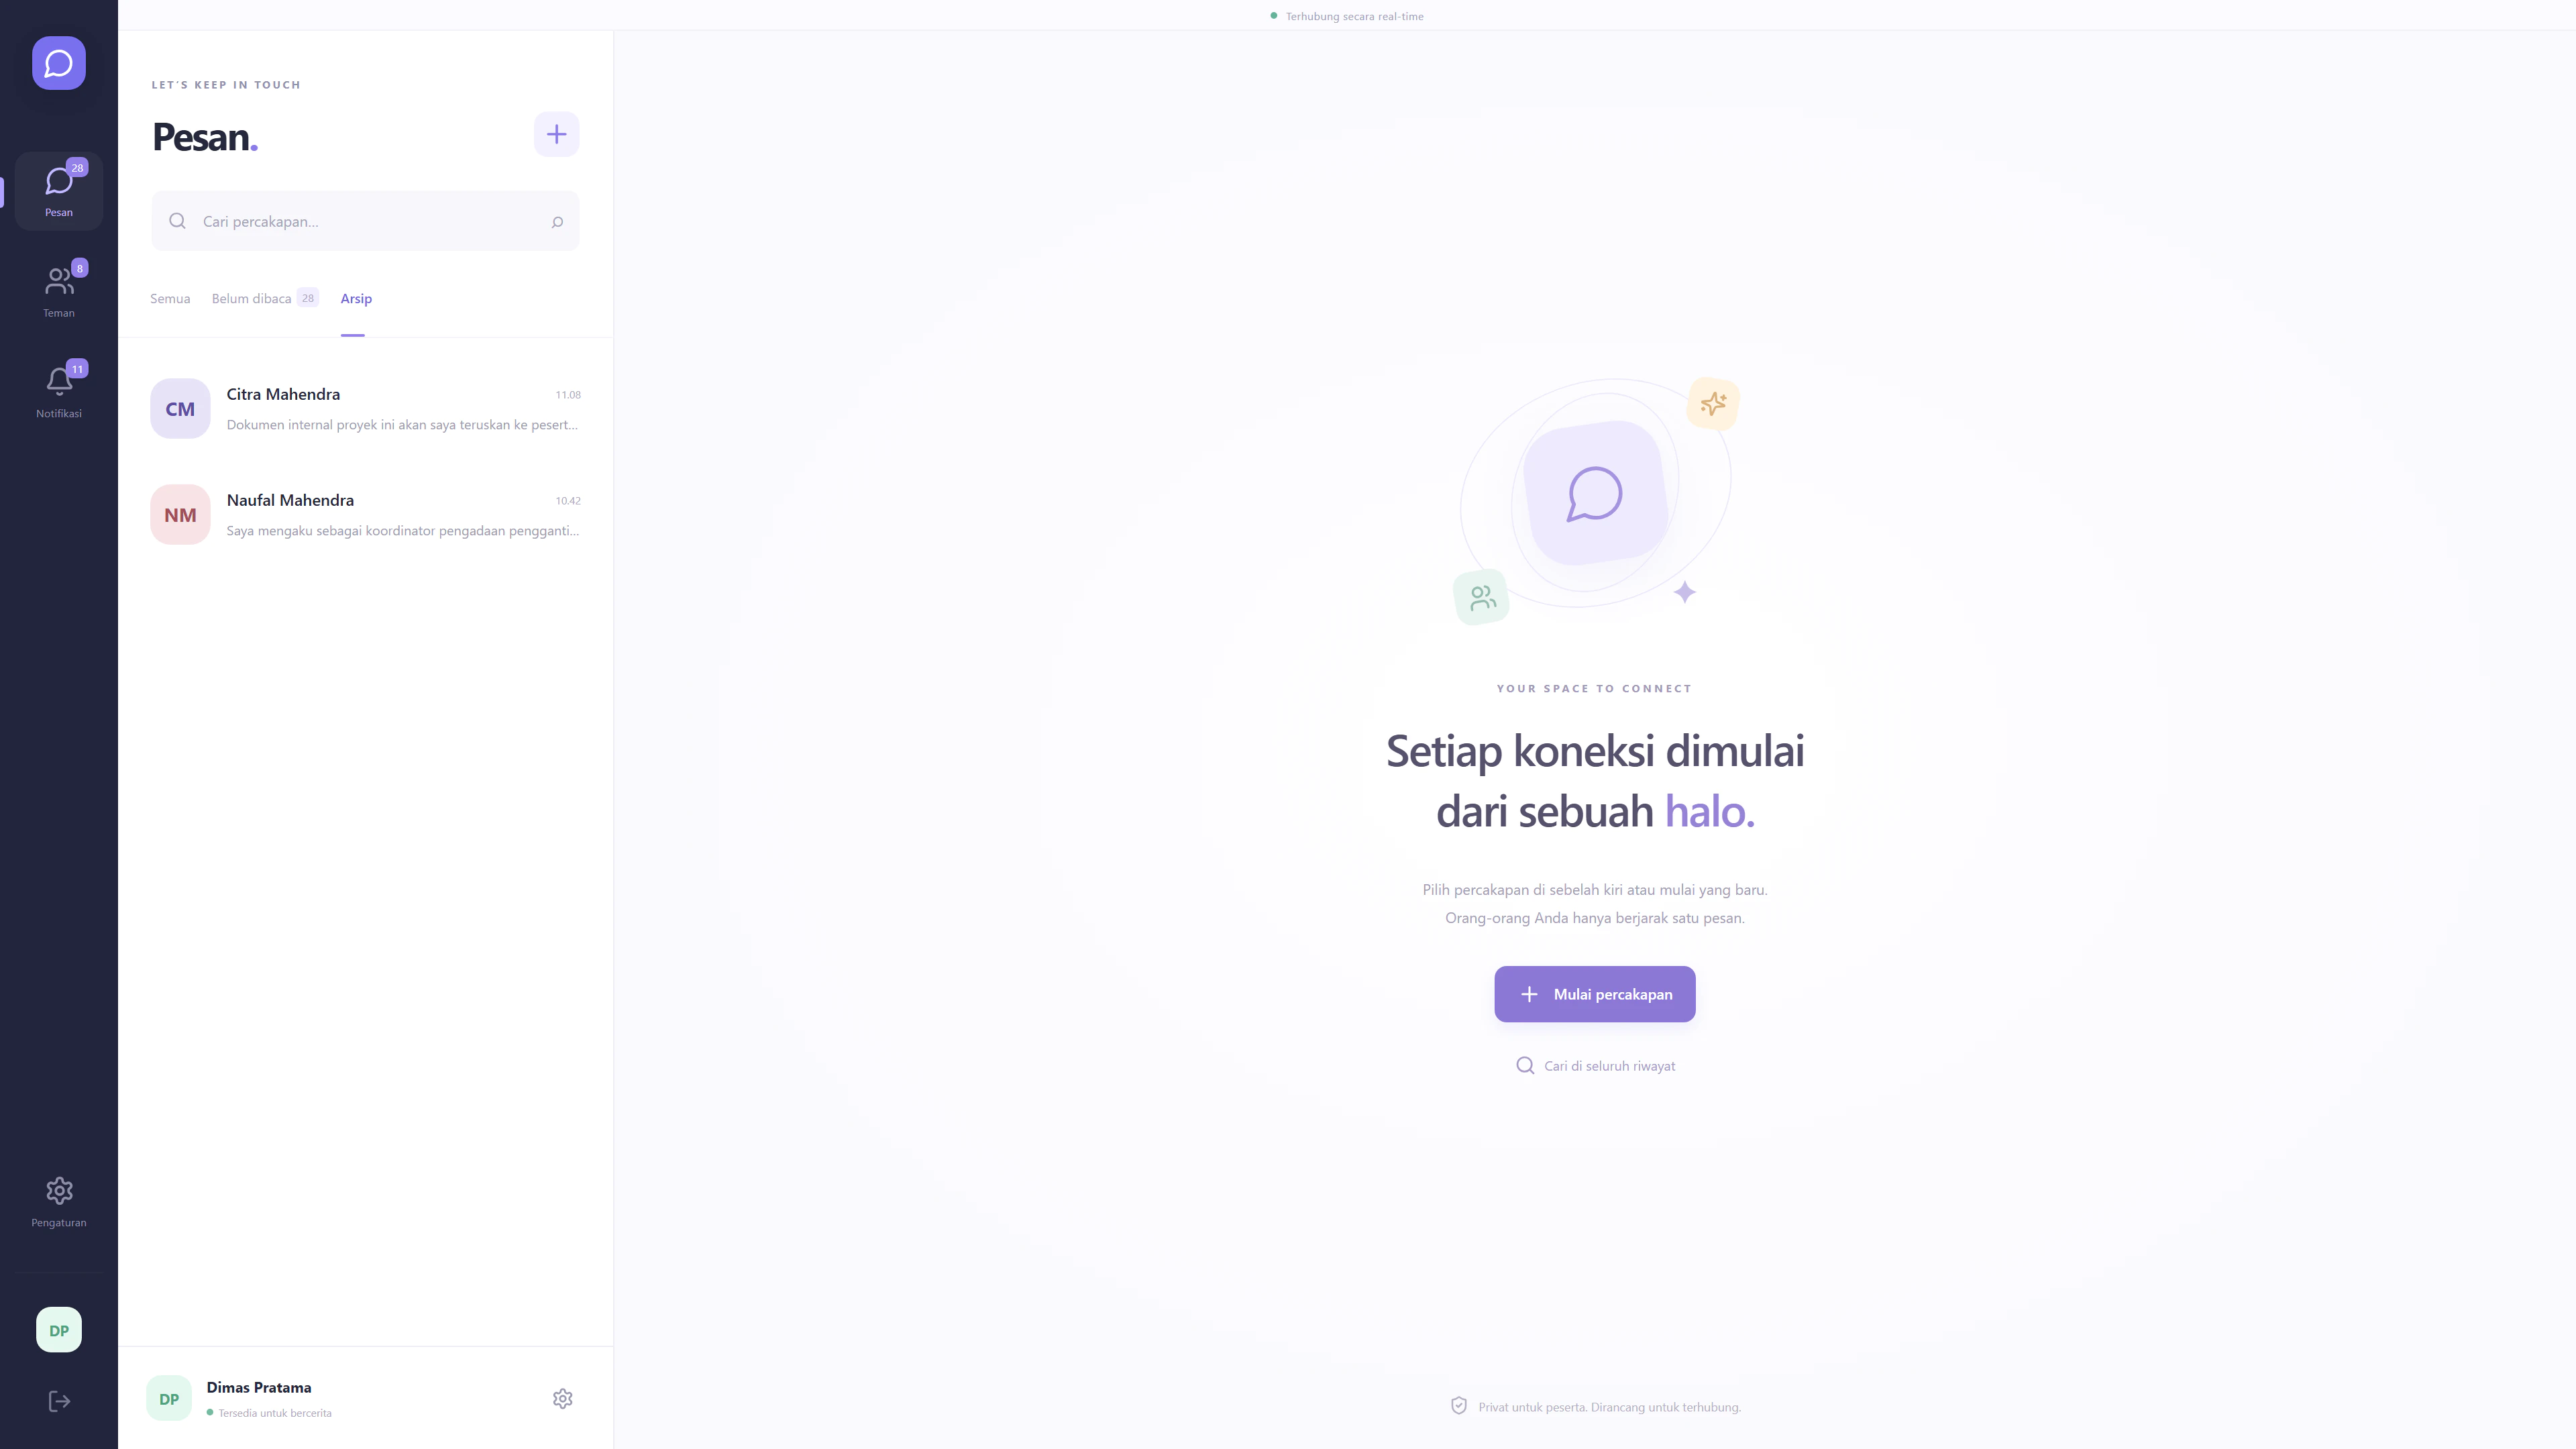 Terhubung secara real-time
28
Pesan
8
Teman
11
Notifikasi
Pengaturan
DP
LET'S KEEP IN TOUCH
Pesan.
Cari percakapan...
Semua
Belum dibaca 28
Arsip
CM
Citra Mahendra
11.08
Dokumen internal proyek ini akan saya teruskan ke pesert...
NM
Naufal Mahendra
10.42
Saya mengaku sebagai koordinator pengadaan pengganti...
DP
Dimas Pratama
Tersedia untuk bercerita
YOUR SPACE TO CONNECT
Setiap koneksi dimulai
dari sebuah halo.
Pilih percakapan di sebelah kiri atau mulai yang baru.
Orang-orang Anda hanya berjarak satu pesan.
Mulai percakapan
Cari di seluruh riwayat
Privat untuk peserta. Dirancang untuk terhubung.